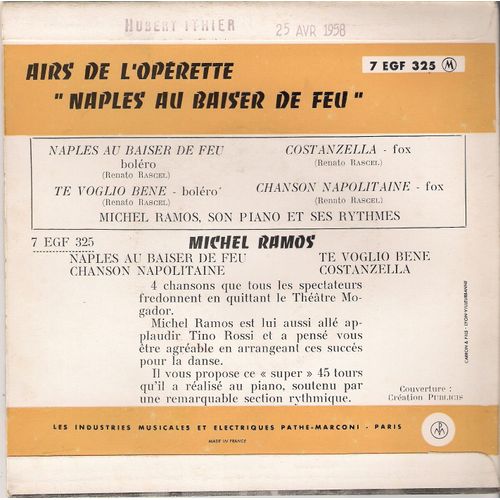 HUBERT ITHIER
25 AVR 1958
7 EGF 325 M
AIRS DE L'OPÉRETTE
" NAPLES AU BAISER DE FEU "
NAPLES AU BAISER DE FEU
boléro
(Renato RASCEL)
COSTANZELLA - fox
(Renato RASCEL)
TE VOGLIO BENE - boléro
(Renato RASCEL)
CHANSON NAPOLITAINE - fox
(Renato RASCEL)
MICHEL RAMOS, SON PIANO ET SES RYTHMES
7 EGF 325
MICHEL RAMOS
NAPLES AU BAISER DE FEU
TE VOGLIO BENE
CHANSON NAPOLITAINE
COSTANZELLA
4 chansons que tous les spectateurs
fredonnent en quittant le Théâtre Mo-
gador.
Michel Ramos est lui aussi allé ap-
plaudir Tino Rossi et a pensé vous
être agréable en arrangeant ces succès
pour la danse.
Il vous propose ce « super » 45 tours
qu'il a réalisé au piano, soutenu par
une remarquable section rythmique.
Couverture :
Création PUBLICIS
CARRON & FILS - LYON-VILLEURBANNE
LES INDUSTRIES MUSICALES ET ELECTRIQUES PATHE-MARCONI - PARIS
MADE IN FRANCE